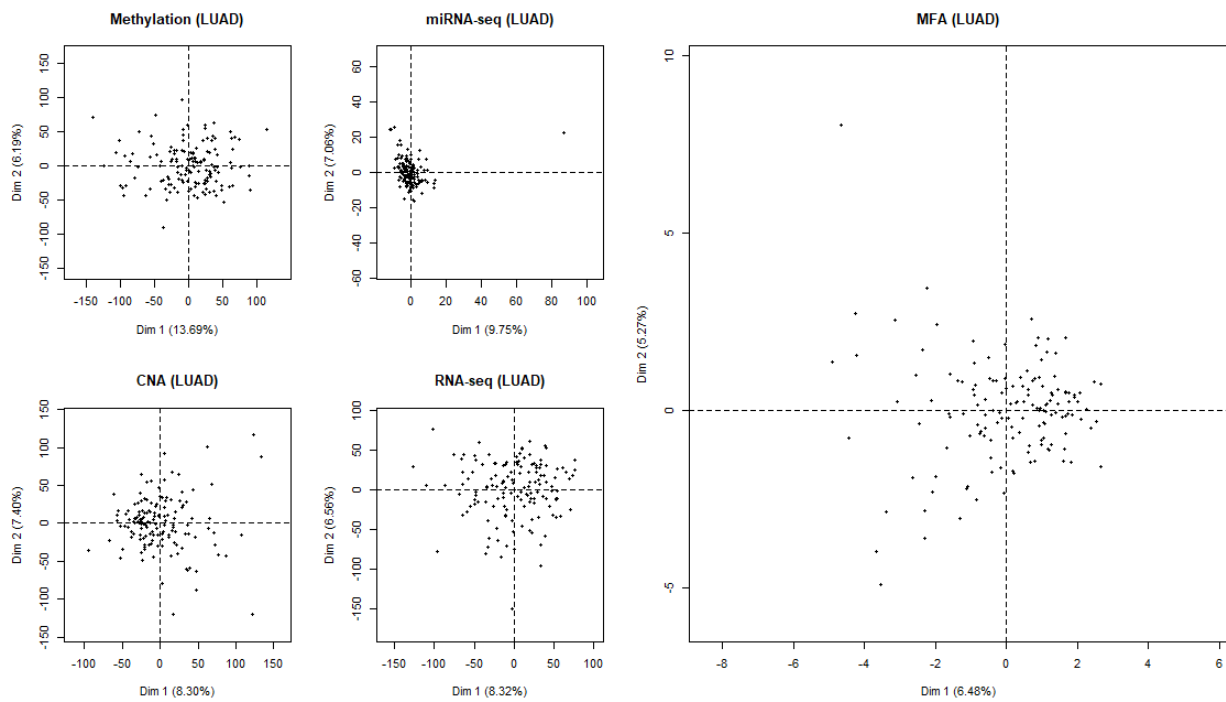 Methylation (LUAD)
150
100
50
0
-50
-100
-150
Dim 2 (6.19%)
-150 -100 -50 0 50 100
Dim 1 (13.69%)
miRNA-seq (LUAD)
60
40
20
0
-20
-40
-60
Dim 2 (7.06%)
0 20 40 60 80 100
Dim 1 (9.75%)
CNA (LUAD)
150
100
50
0
-50
-100
-150
Dim 2 (7.40%)
-100 -50 0 50 100 150
Dim 1 (8.30%)
RNA-seq (LUAD)
100
50
0
-50
-100
-150
Dim 2 (6.56%)
-150 -100 -50 0 50 100
Dim 1 (8.32%)
MFA (LUAD)
10
5
0
-5
Dim 2 (5.27%)
-8 -6 -4 -2 0 2 4 6
Dim 1 (6.48%)